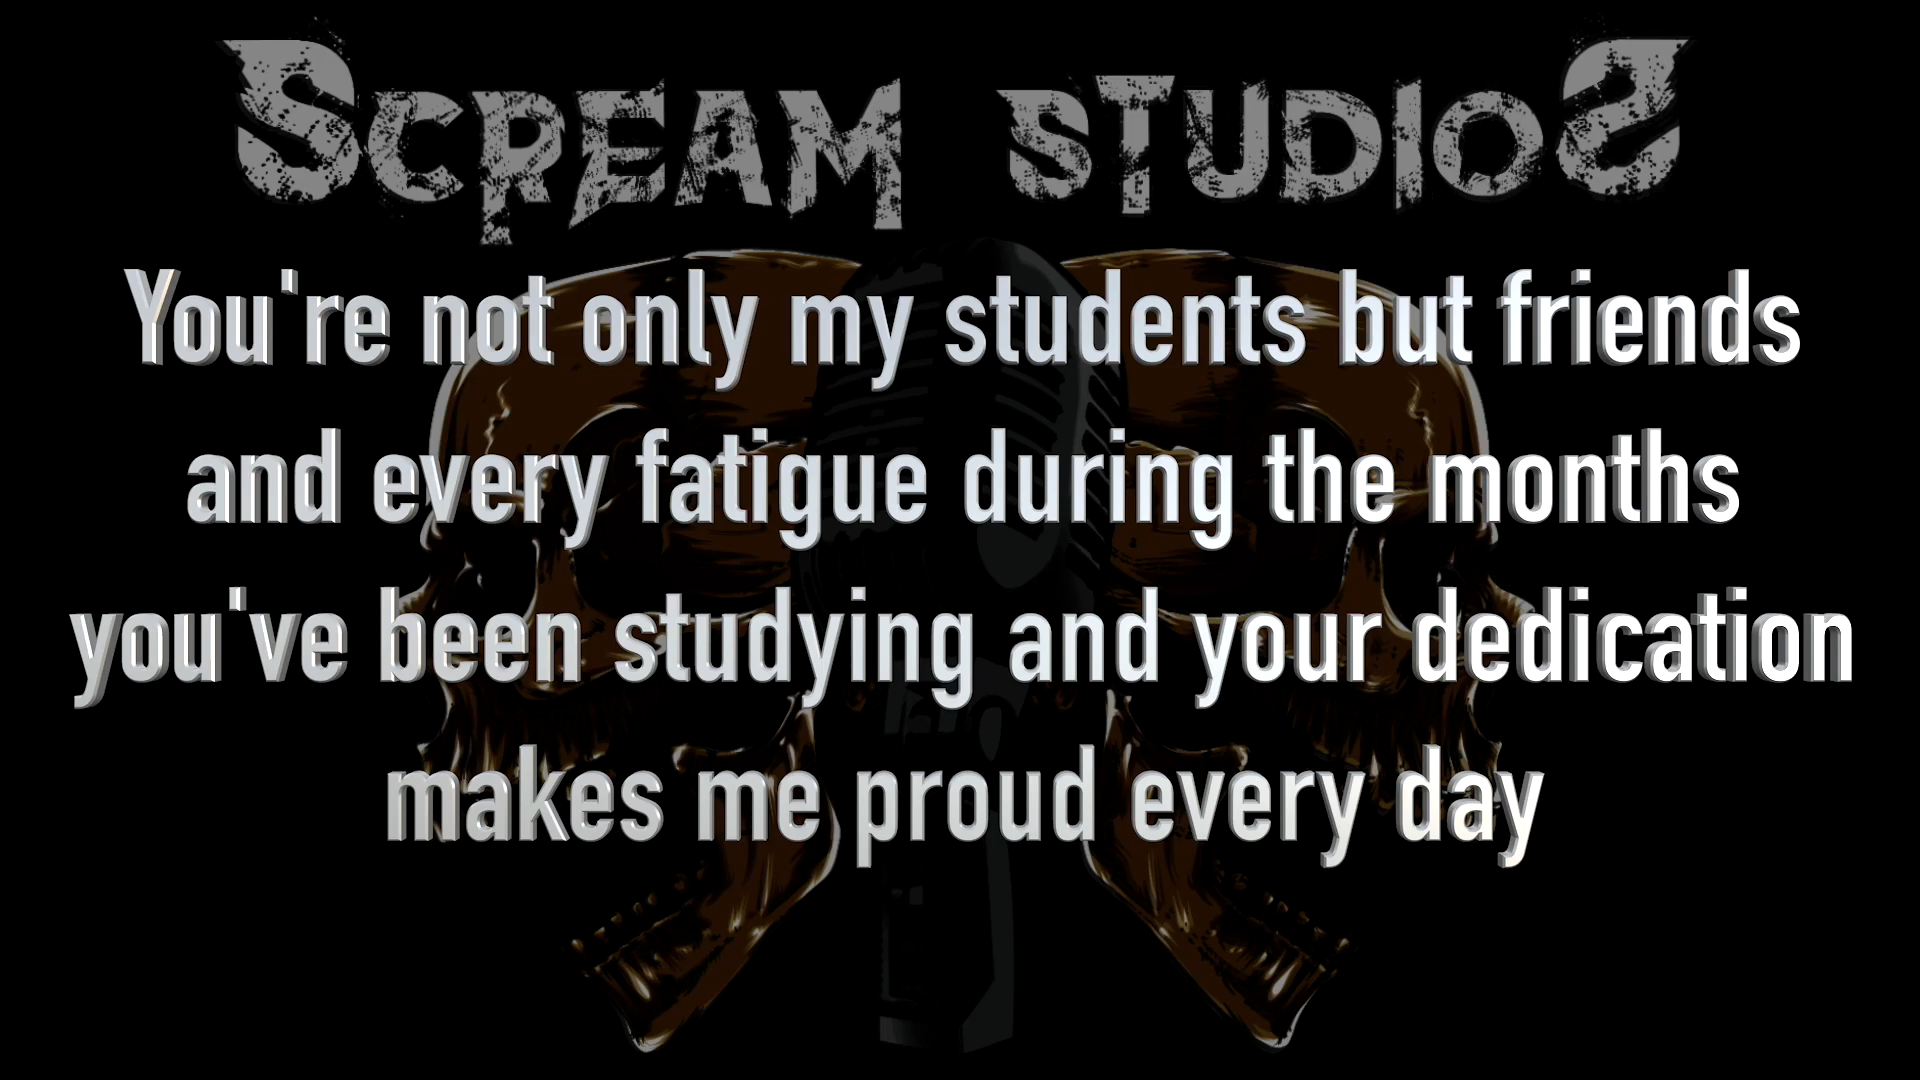 Scream Studios
You're not only my students but friends
and every fatigue during the months
you've been studying and your dedication
makes me proud every day